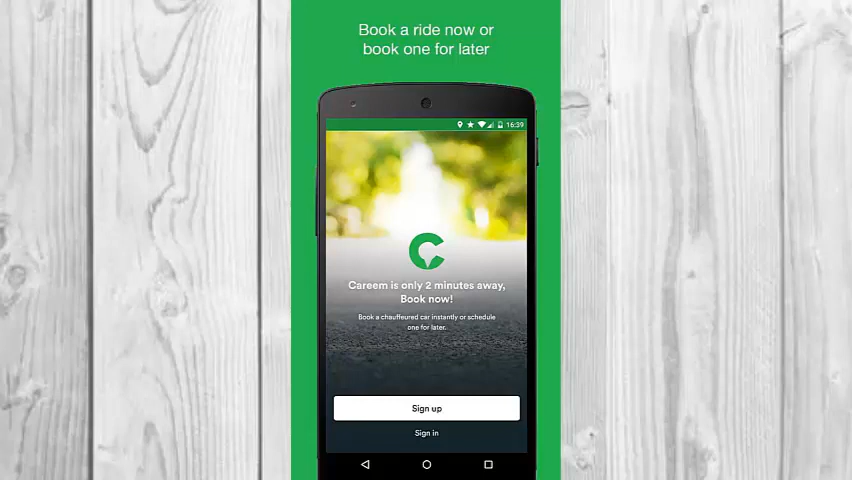 Book a ride now or
book one for later
16:39
Careem is only 2 minutes away,
Book now!
Book a chauffeured car instantly or schedule
one for later.
Sign up
Sign in